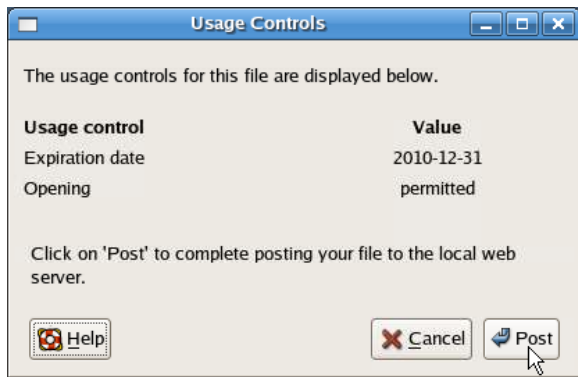 Usage Controls
The usage controls for this file are displayed below.
Usage control Value
Expiration date 2010-12-31
Opening permitted
Click on 'Post' to complete posting your file to the local web
server.
Help Cancel Post